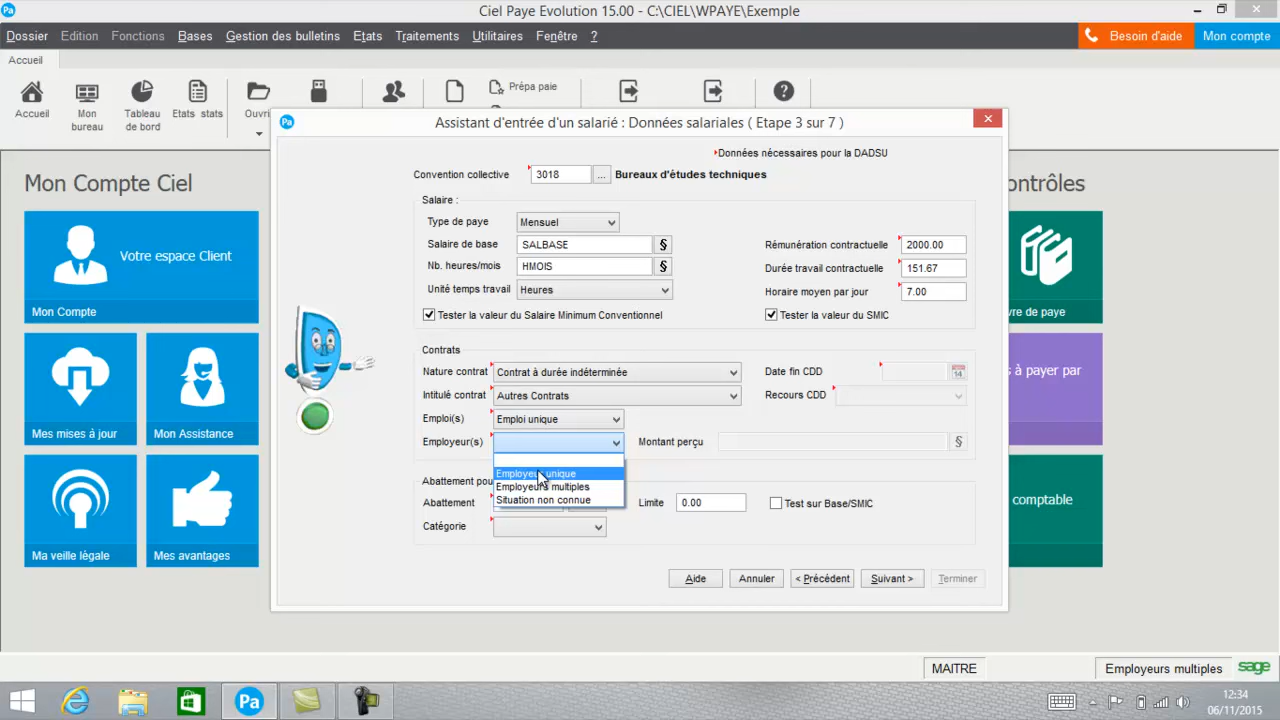 Pa
Ciel Paye Evolution 15.00 - C:\CIEL\WPAYE\Exemple
Dossier Edition Fonctions Bases Gestion des bulletins Etats Traitements Utilitaires Fenêtre ?
Besoin d'aide Mon compte
Accueil
Prépa paie
Accueil
Mon bureau
Tableau de bord
Etats stats
Ouvri
Pa
Assistant d'entrée d'un salarié : Données salariales ( Etape 3 sur 7 )
Données nécessaires pour la DADSU
Convention collective 3018 ... Bureaux d'études techniques
Salaire :
Type de paye Mensuel
Salaire de base SALBASE § Rémunération contractuelle 2000.00
Nb. heures/mois HMOIS § Durée travail contractuelle 151.67
Unité temps travail Heures Horaire moyen par jour 7.00
Tester la valeur du Salaire Minimum Conventionnel Tester la valeur du SMIC
Contrats
Nature contrat Contrat à durée indéterminée Date fin CDD 14
Intitulé contrat Autres Contrats Recours CDD
Emploi(s) Emploi unique
Employeur(s) Montant perçu §
Employeur unique
Employeurs multiples
Situation non connue
Abattement pou
Abattement Limite 0.00 Test sur Base/SMIC
Catégorie
Aide Annuler < Précédent Suivant > Terminer
Mon Compte Ciel
Votre espace Client
Mon Compte
Mes mises à jour
Mon Assistance
Ma veille légale
Mes avantages
ontrôles
vre de paye
s à payer par
comptable
MAITRE Employeurs multiples sage
Pa
12:34
06/11/2015